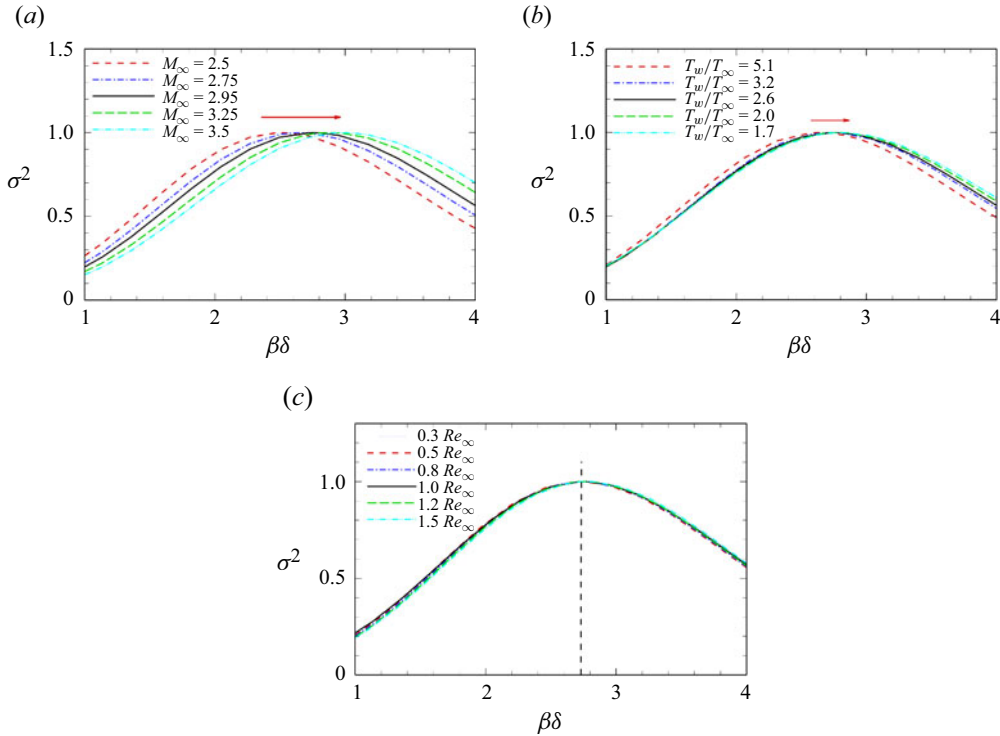 (a)
1.5
1.0
0.5
0
σ²
M∞ = 2.5
M∞ = 2.75
M∞ = 2.95
M∞ = 3.25
M∞ = 3.5
1 2 3 4
βδ
(b)
1.5
1.0
0.5
0
σ²
Tw/T∞ = 5.1
Tw/T∞ = 3.2
Tw/T∞ = 2.6
Tw/T∞ = 2.0
Tw/T∞ = 1.7
1 2 3 4
βδ
(c)
1.0
0.5
0
σ²
0.3 Re∞
0.5 Re∞
0.8 Re∞
1.0 Re∞
1.2 Re∞
1.5 Re∞
1 2 3 4
βδ